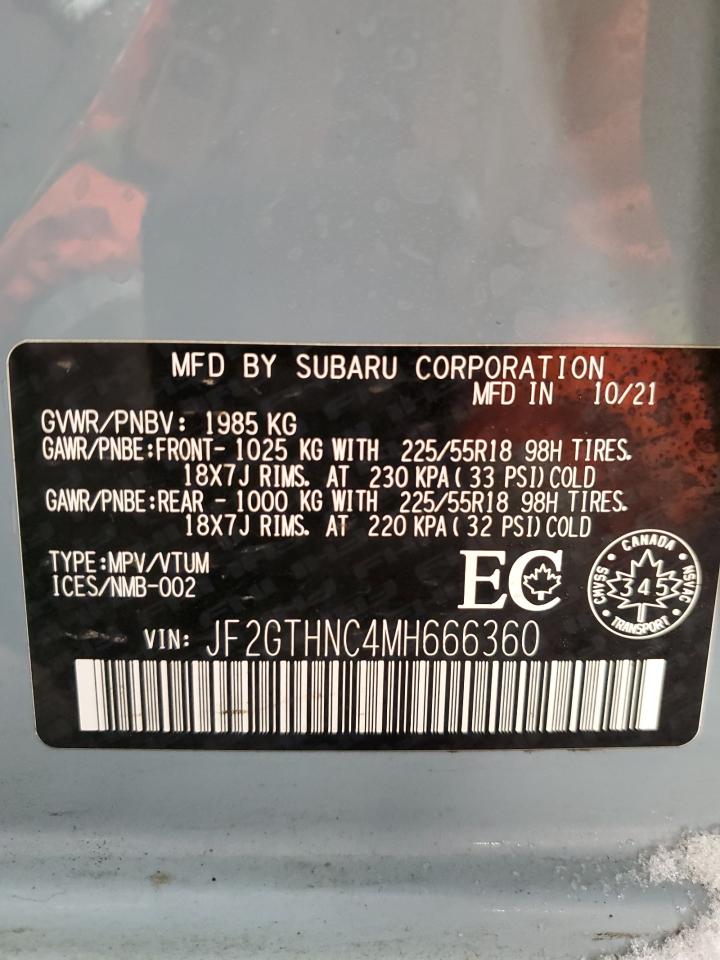 MFD BY SUBARU CORPORATION
MFD IN 10/21
GVWR/PNBV: 1985 KG
GAWR/PNBE:FRONT- 1025 KG WITH 225/55R18 98H TIRES.
18X7J RIMS. AT 230 KPA( 33 PSI)COLD
GAWR/PNBE:REAR - 1000 KG WITH 225/55R18 98H TIRES.
18X7J RIMS. AT 220 KPA( 32 PSI)COLD
TYPE:MPV/VTUM
ICES/NMB-002
EC
CMVSS • CANADA • NSVAC
345
TRANSPORT
VIN: JF2GTHNC4MH666360